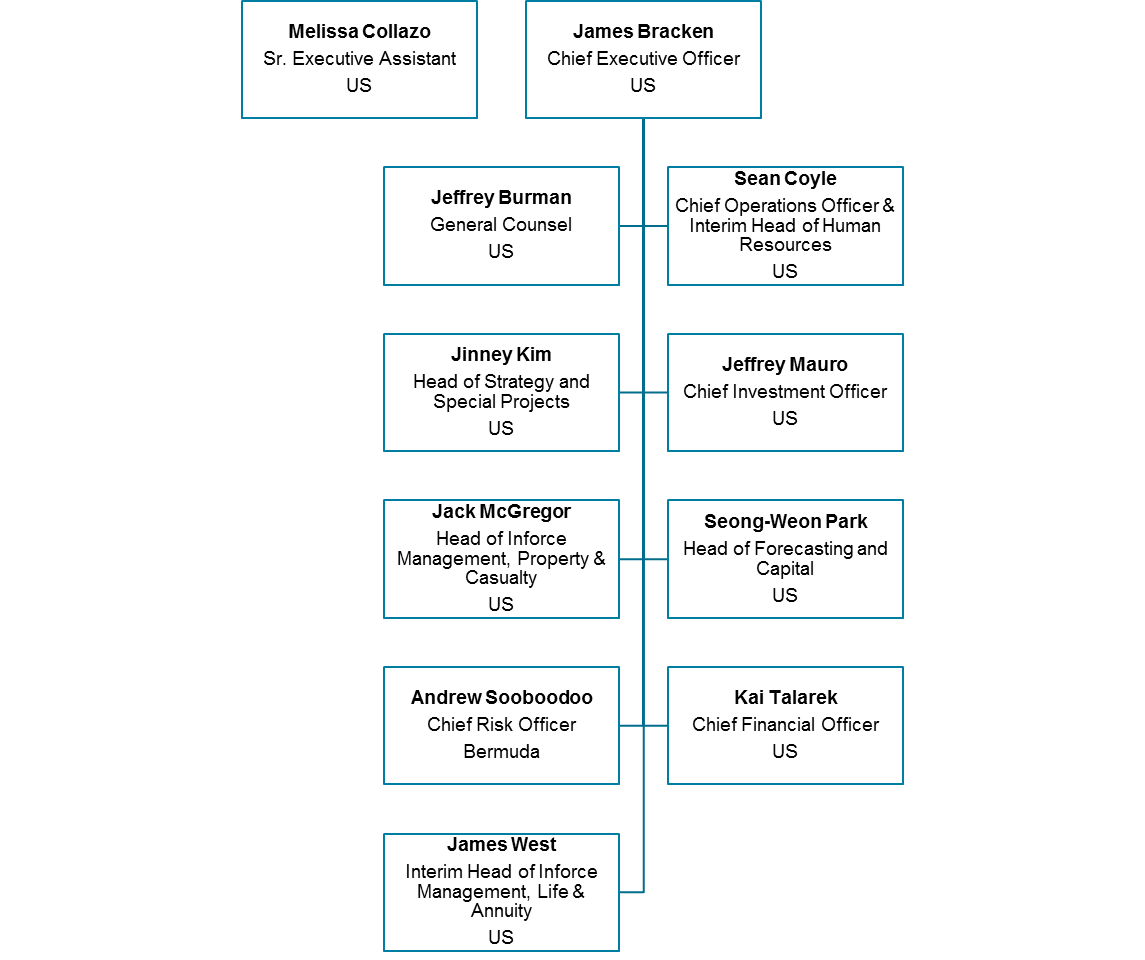 Melissa Collazo
Sr. Executive Assistant
US
James Bracken
Chief Executive Officer
US
Jeffrey Burman
General Counsel
US
Sean Coyle
Chief Operations Officer &
Interim Head of Human
Resources
US
Jinney Kim
Head of Strategy and
Special Projects
US
Jeffrey Mauro
Chief Investment Officer
US
Jack McGregor
Head of Inforce
Management, Property &
Casualty
US
Seong-Weon Park
Head of Forecasting and
Capital
US
Andrew Sooboodoo
Chief Risk Officer
Bermuda
Kai Talarek
Chief Financial Officer
US
James West
Interim Head of Inforce
Management, Life &
Annuity
US